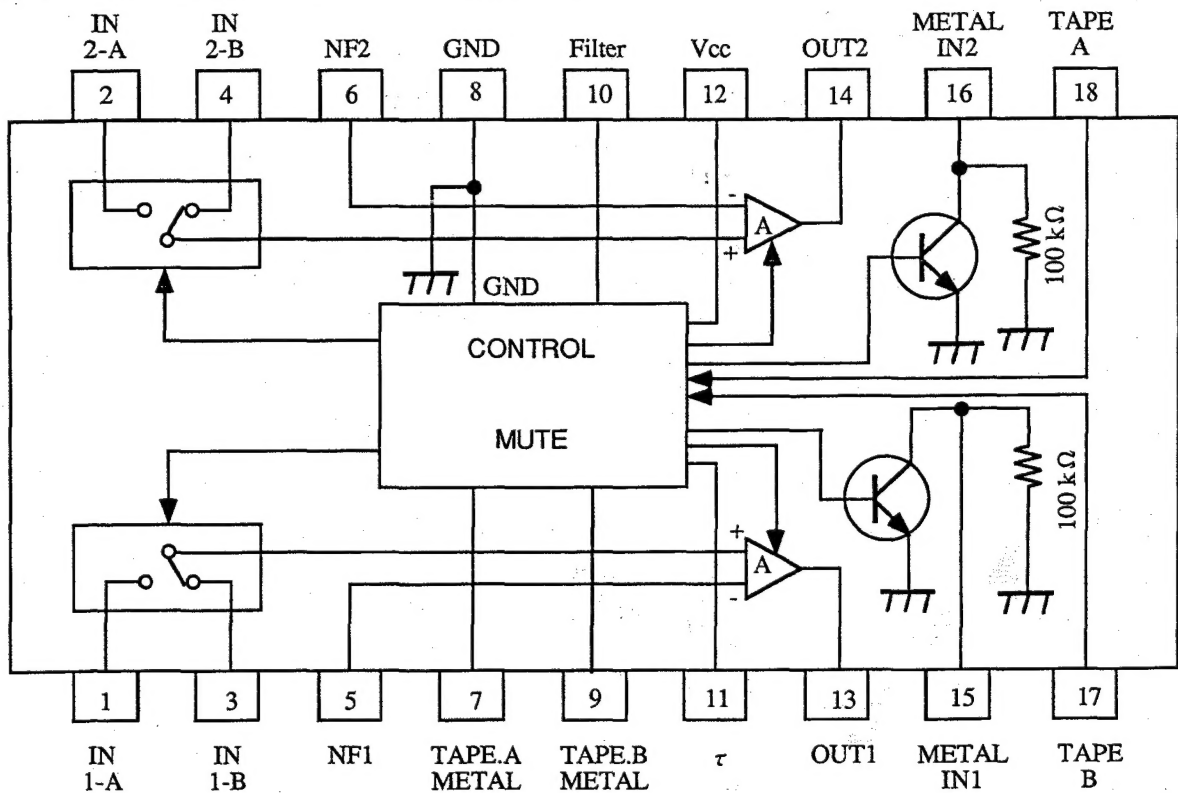 IN 2-A
IN 2-B
NF2
GND
Filter
Vcc
OUT2
METAL IN2
TAPE A
2
4
6
8
10
12
14
16
18
-
A
+
100 kΩ
GND
CONTROL
MUTE
100 kΩ
+
A
-
1
3
5
7
9
11
13
15
17
IN 1-A
IN 1-B
NF1
TAPE.A METAL
TAPE.B METAL
τ
OUT1
METAL IN1
TAPE B